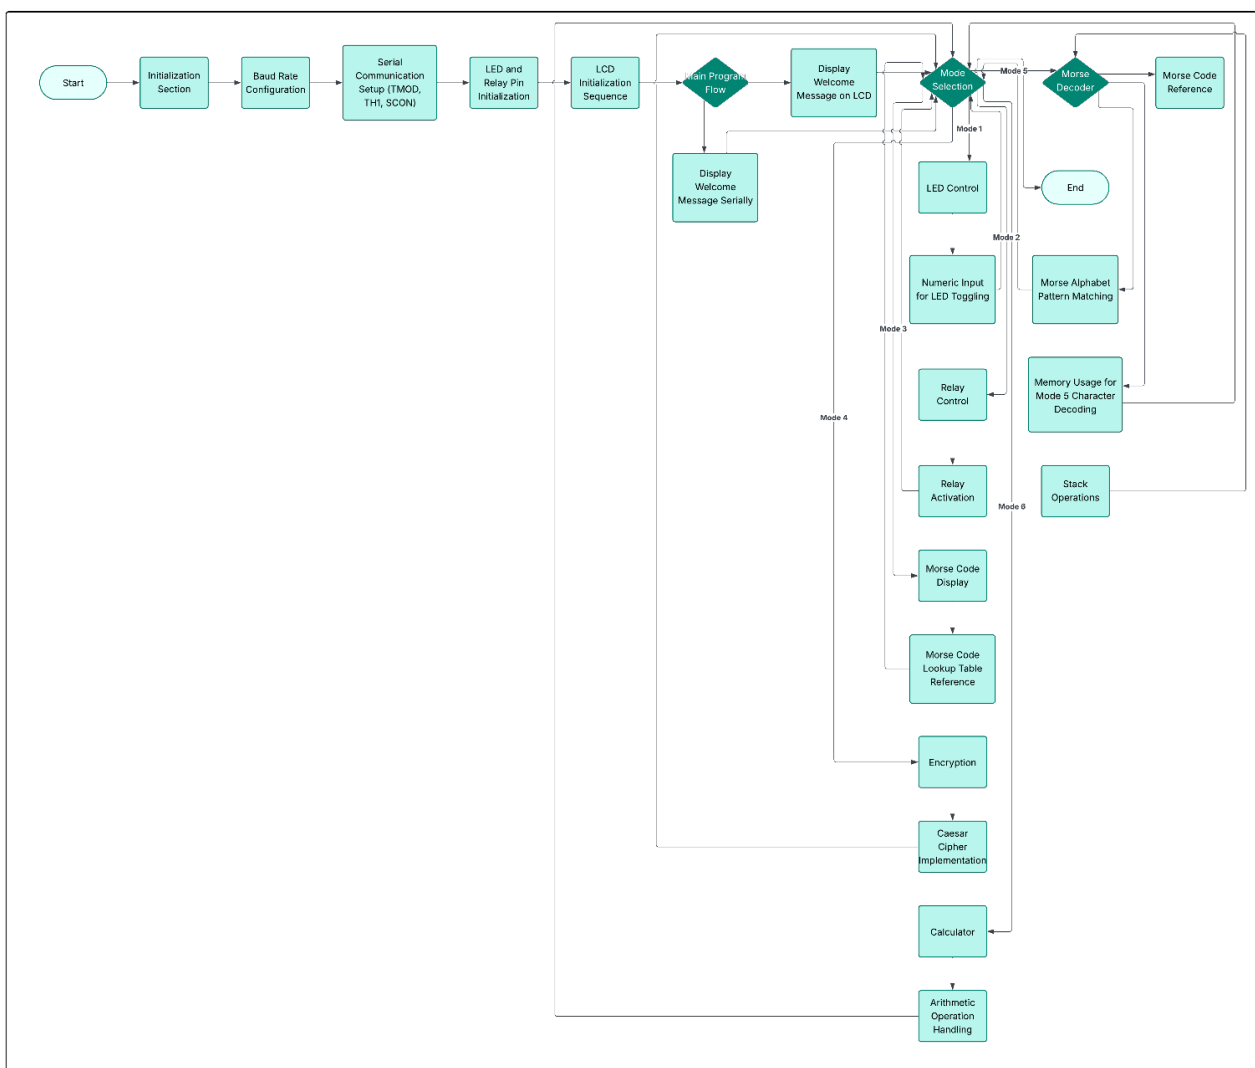 Start
Initialization
Section
Baud Rate
Configuration
Serial
Communication
Setup (TMOD,
TH1, SCON)
LED and
Relay Pin
Initialization
LCD
Initialization
Sequence
Main Program
Flow
Display
Welcome
Message on LCD
Mode
Selection
Mode 5
Morse
Decoder
Morse Code
Reference
Mode 1
Display
Welcome
Message Serially
LED Control
End
Mode 2
Numeric Input
for LED Toggling
Morse Alphabet
Pattern Matching
Mode 3
Relay
Control
Memory Usage for
Mode 5 Character
Decoding
Mode 4
Relay
Activation
Stack
Operations
Mode 6
Morse Code
Display
Morse Code
Lookup Table
Reference
Encryption
Caesar
Cipher
Implementation
Calculator
Arithmetic
Operation
Handling